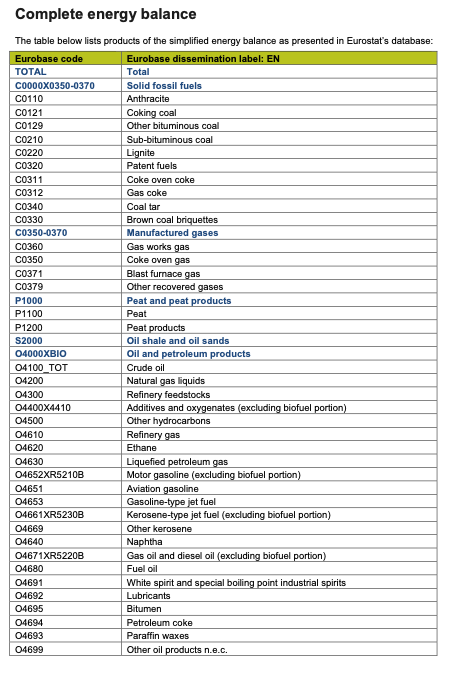 Complete energy balance
The table below lists products of the simplified energy balance as presented in Eurostat's database:
Eurobase code Eurobase dissemination label: EN
TOTAL Total
C0000X0350-0370 Solid fossil fuels
C0110 Anthracite
C0121 Coking coal
C0129 Other bituminous coal
C0210 Sub-bituminous coal
C0220 Lignite
C0320 Patent fuels
C0311 Coke oven coke
C0312 Gas coke
C0340 Coal tar
C0330 Brown coal briquettes
C0350-0370 Manufactured gases
C0360 Gas works gas
C0350 Coke oven gas
C0371 Blast furnace gas
C0379 Other recovered gases
P1000 Peat and peat products
P1100 Peat
P1200 Peat products
S2000 Oil shale and oil sands
O4000XBIO Oil and petroleum products
O4100_TOT Crude oil
O4200 Natural gas liquids
O4300 Refinery feedstocks
O4400X4410 Additives and oxygenates (excluding biofuel portion)
O4500 Other hydrocarbons
O4610 Refinery gas
O4620 Ethane
O4630 Liquefied petroleum gas
O4652XR5210B Motor gasoline (excluding biofuel portion)
O4651 Aviation gasoline
O4653 Gasoline-type jet fuel
O4661XR5230B Kerosene-type jet fuel (excluding biofuel portion)
O4669 Other kerosene
O4640 Naphtha
O4671XR5220B Gas oil and diesel oil (excluding biofuel portion)
O4680 Fuel oil
O4691 White spirit and special boiling point industrial spirits
O4692 Lubricants
O4695 Bitumen
O4694 Petroleum coke
O4693 Paraffin waxes
O4699 Other oil products n.e.c.